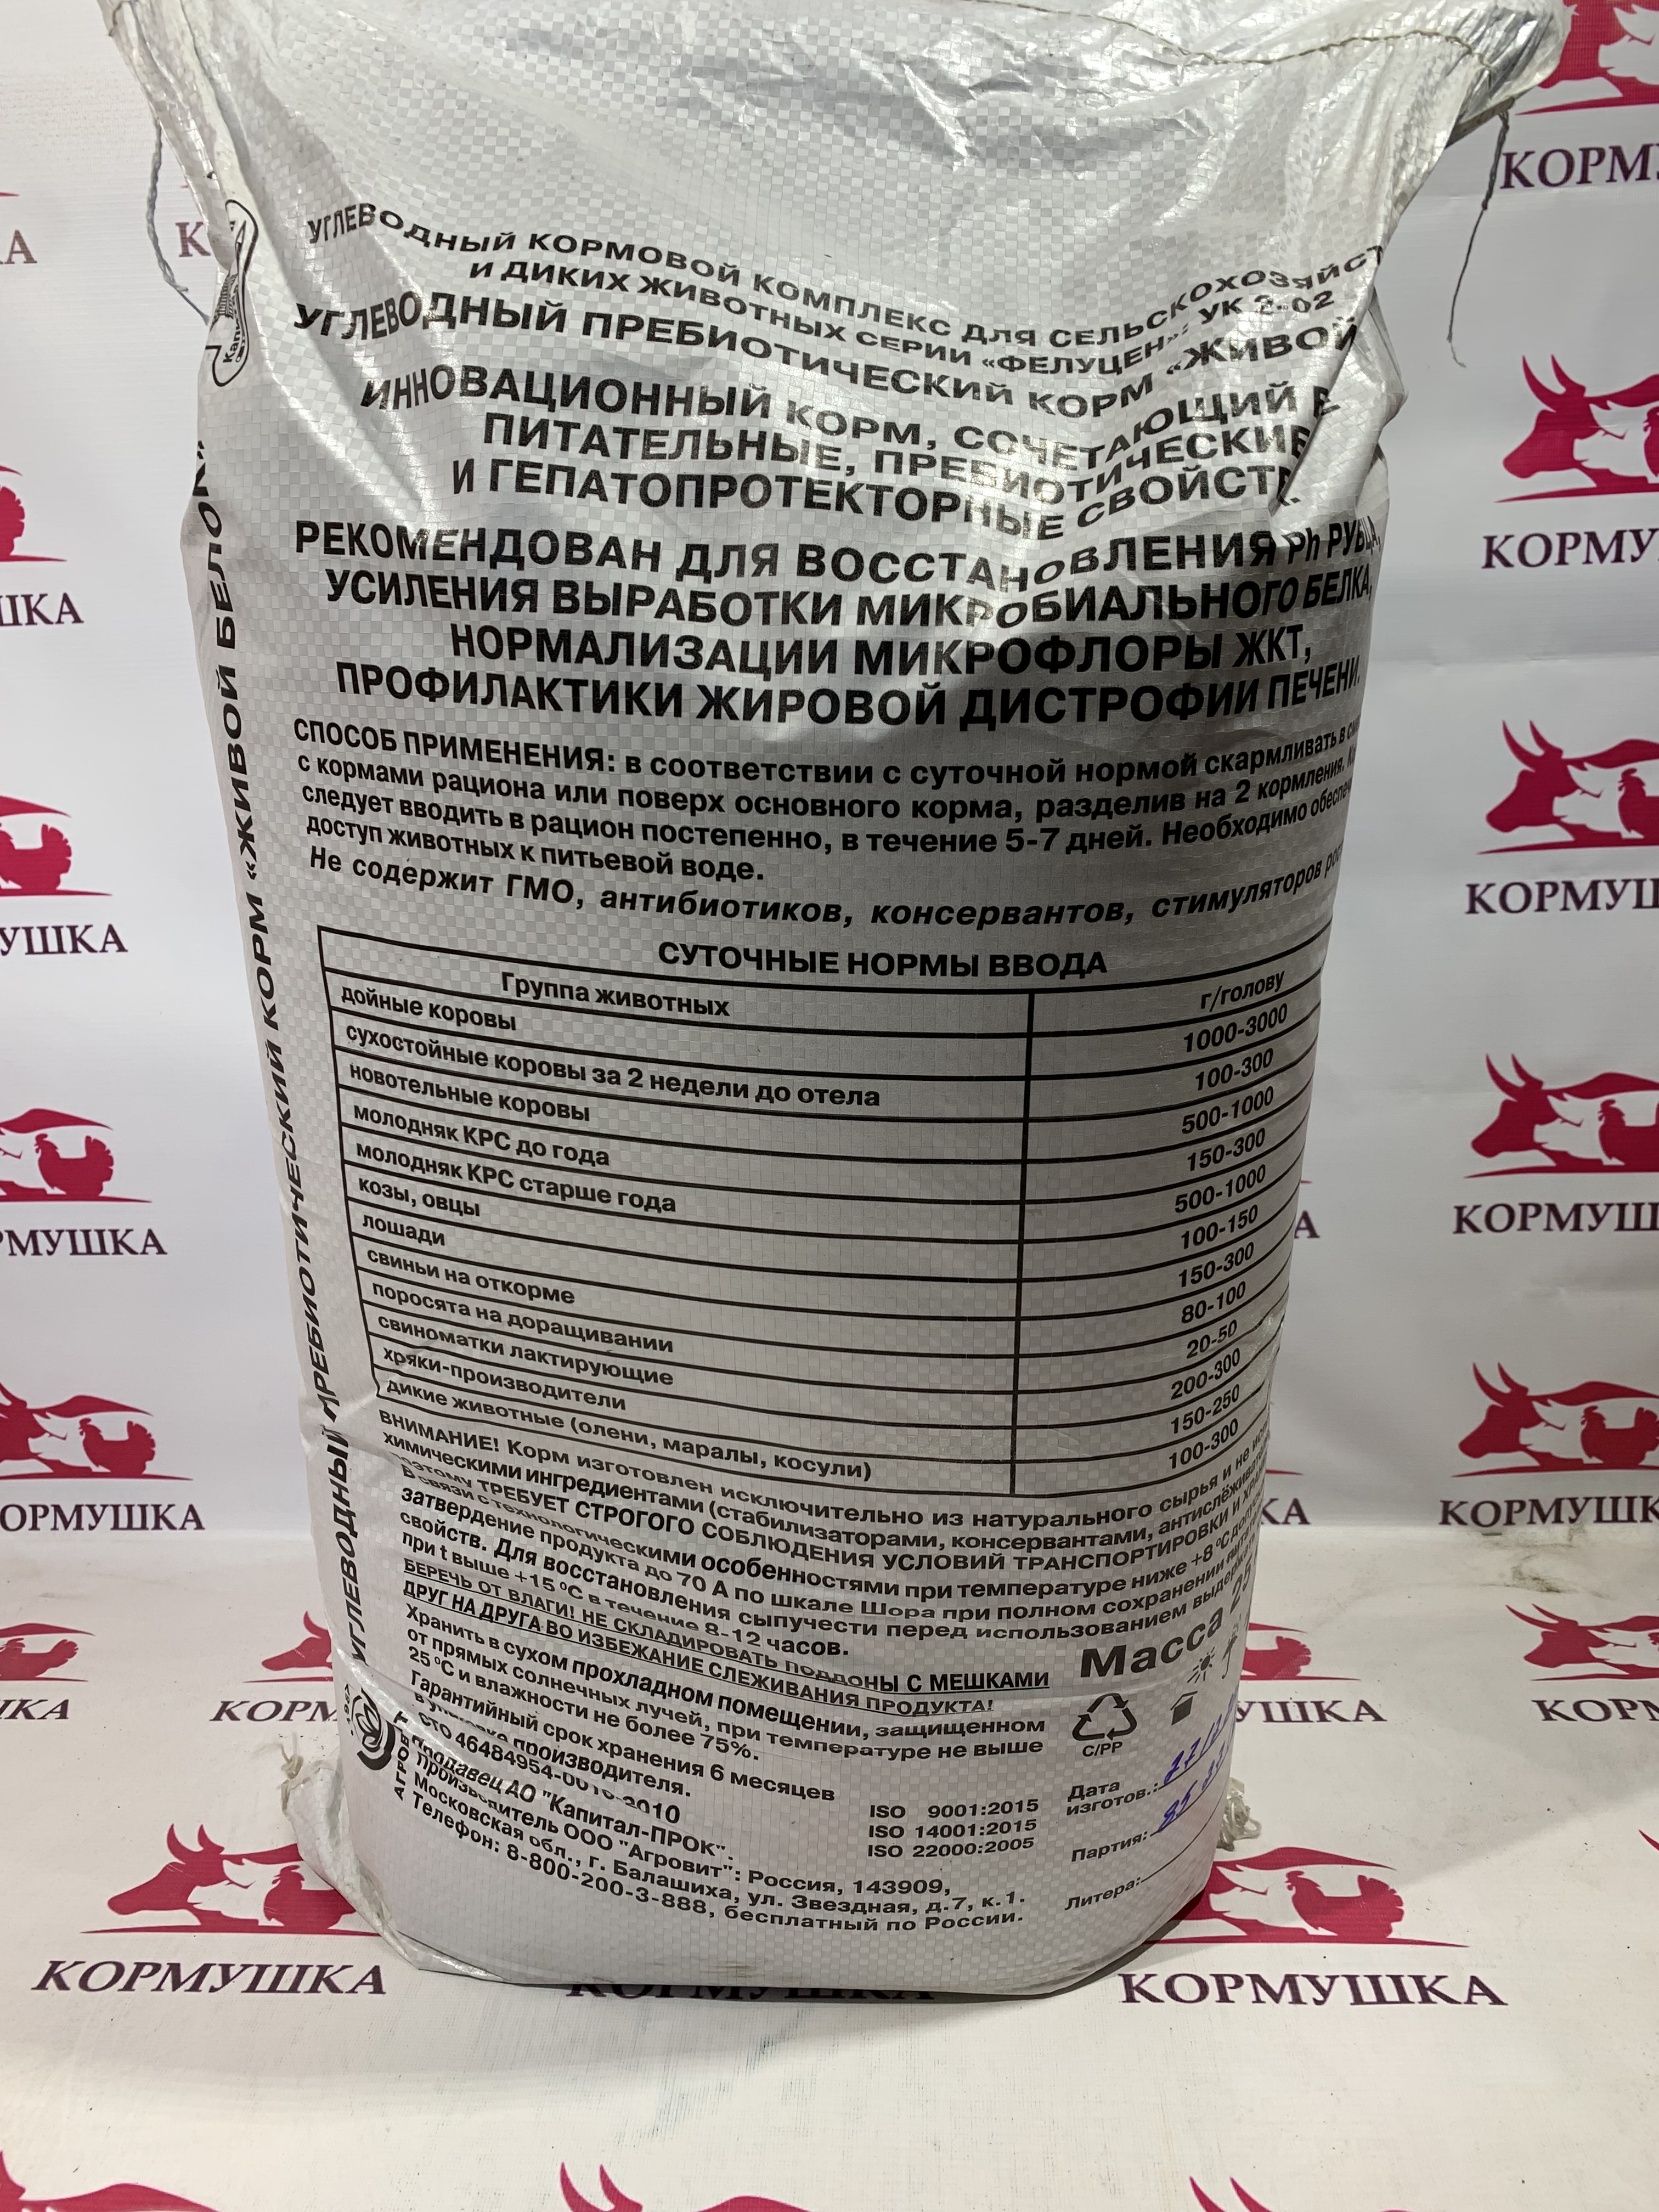 УГЛЕВОДНЫЙ КОРМОВОЙ КОМПЛЕКС ДЛЯ
И ДИКИХ ЖИВОТНЫХ СЕРИИ «ФЕЛУЦЕН»: УК 2-02
УГЛЕВОДНЫЙ ПРЕБИОТИЧЕСКИЙ КОРМ «ЖИВОЙ
ИННОВАЦИОННЫЙ КОРМ, СОЧЕТАЮЩИЙ В
ПИТАТЕЛЬНЫЕ, ПРЕБИОТИЧЕСКИЕ
И ГЕПАТОПРОТЕКТОРНЫЕ
РЕКОМЕНДОВАН ДЛЯ ВОССТАНОВЛЕНИЯ Ph РУБЦА,
УСИЛЕНИЯ ВЫРАБОТКИ МИКРОБИАЛЬНОГО БЕЛКА,
НОРМАЛИЗАЦИИ МИКРОФЛОРЫ ЖКТ,
ПРОФИЛАКТИКИ ЖИРОВОЙ ДИСТРОФИИ ПЕЧЕНИ.
СПОСОБ ПРИМЕНЕНИЯ: в соответствии с суточной нормой скармливать в
с кормами рациона или поверх основного корма, разделив на 2 кормления.
следует вводить в рацион постепенно, в течение 5-7 дней. Необходимо
доступ животных к питьевой воде.
Не содержит ГМО, антибиотиков, консервантов, стимуляторов
СУТОЧНЫЕ НОРМЫ ВВОДА
Группа животных г/голову
дойные коровы 1000-3000
сухостойные коровы за 2 недели до отела 100-300
новотельные коровы 500-1000
молодняк КРС до года 150-300
молодняк КРС старше года 500-1000
козы, овцы 100-150
лошади 150-300
свиньи на откорме 80-100
поросята на доращивании 20-50
свиноматки лактирующие 200-300
хряки-производители 150-250
дикие животные (олени, маралы, косули) 100-300
ВНИМАНИЕ! Корм изготовлен исключительно из натурального сырья и не
химическими ингредиентами (стабилизаторами, консервантами,
поэтому ТРЕБУЕТ СТРОГОГО СОБЛЮДЕНИЯ УСЛОВИЙ ТРАНСПОРТИРОВКИ И
В связи с технологическими особенностями при температуре ниже +8 °C
затвердение продукта до 70 А по шкале Шора при полном сохранении
свойств. Для восстановления сыпучести перед использованием
при t выше +15 °C в течение 8-12 часов.
БЕРЕЧЬ ОТ ВЛАГИ! НЕ СКЛАДИРОВАТЬ ПОДДОНЫ С МЕШКАМИ
ДРУГ НА ДРУГА ВО ИЗБЕЖАНИЕ СЛЕЖИВАНИЯ ПРОДУКТА!
Хранить в сухом прохладном помещении, защищенном
от прямых солнечных лучей, при температуре не выше
25 °C и влажности не более 75%.
Гарантийный срок хранения 6 месяцев
в упаковке производителя.
СТО 46484954-0010-2010
Продавец АО "Капитал-ПРОК".
Производитель ООО "Агровит": Россия, 143909,
Московская обл., г. Балашиха, ул. Звездная, д.7, к.1.
Телефон: 8-800-200-3-888, бесплатный по России.
ISO 9001:2015
ISO 14001:2015
ISO 22000:2005
Масса 25
C/PP
Дата
изготов.:
Партия:
Литера:
УГЛЕВОДНЫЙ ПРЕБИОТИЧЕСКИЙ КОРМ «ЖИВОЙ БЕЛОК»
КОРМУШКА
КОРМУШКА
КОРМУШКА